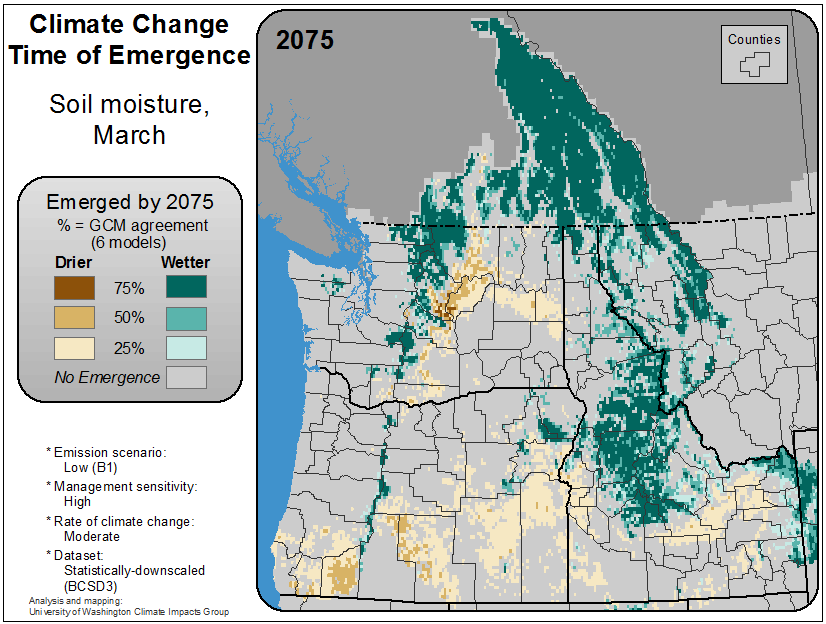 Climate Change
Time of Emergence
Soil moisture,
March
Emerged by 2075
% = GCM agreement
(6 models)
Drier Wetter
75%
50%
25%
No Emergence
* Emission scenario:
Low (B1)
* Management sensitivity:
High
* Rate of climate change:
Moderate
* Dataset:
Statistically-downscaled
(BCSD3)
Analysis and mapping:
University of Washington Climate Impacts Group
2075
Counties